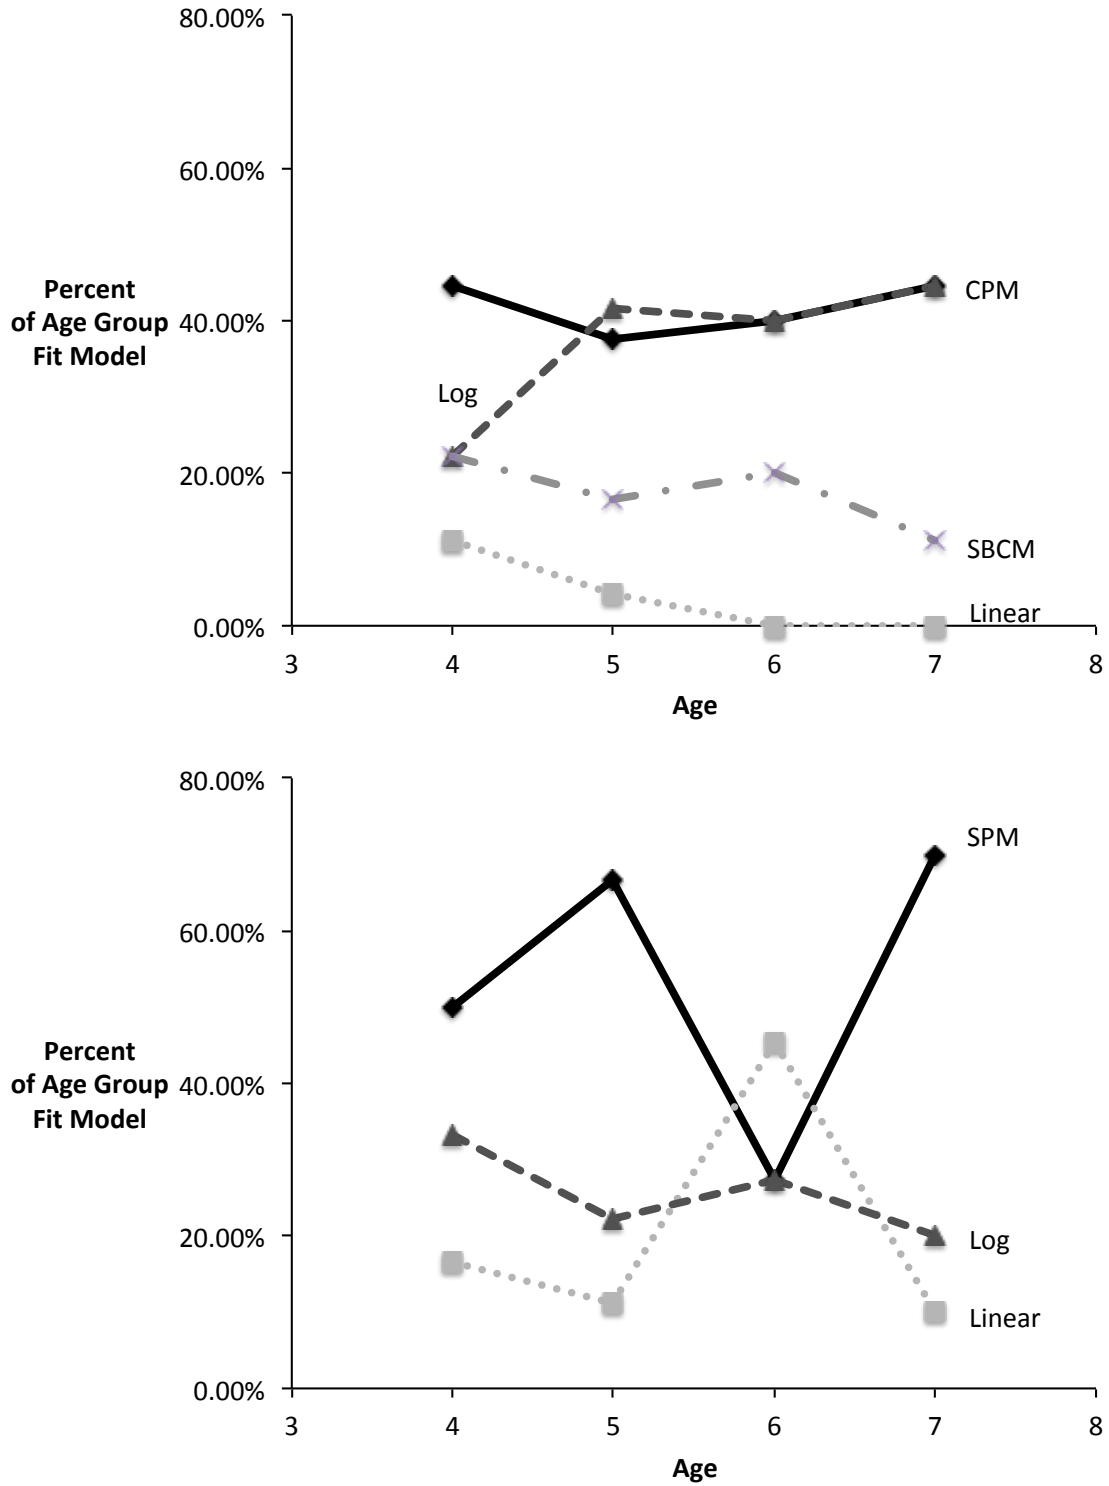 80.00%
60.00%
Percent
of Age Group
Fit Model
40.00%
CPM
Log
20.00%
SBCM
Linear
0.00%
3 4 5 6 7 8
Age
80.00%
SPM
60.00%
Percent
of Age Group
Fit Model
40.00%
20.00%
Log
Linear
0.00%
3 4 5 6 7 8
Age